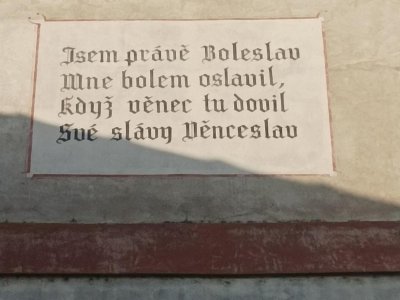 Jsem právě Boleslav
Mne bolem oslavil,
Když věnec tu dovil
Své slávy Věnceslav